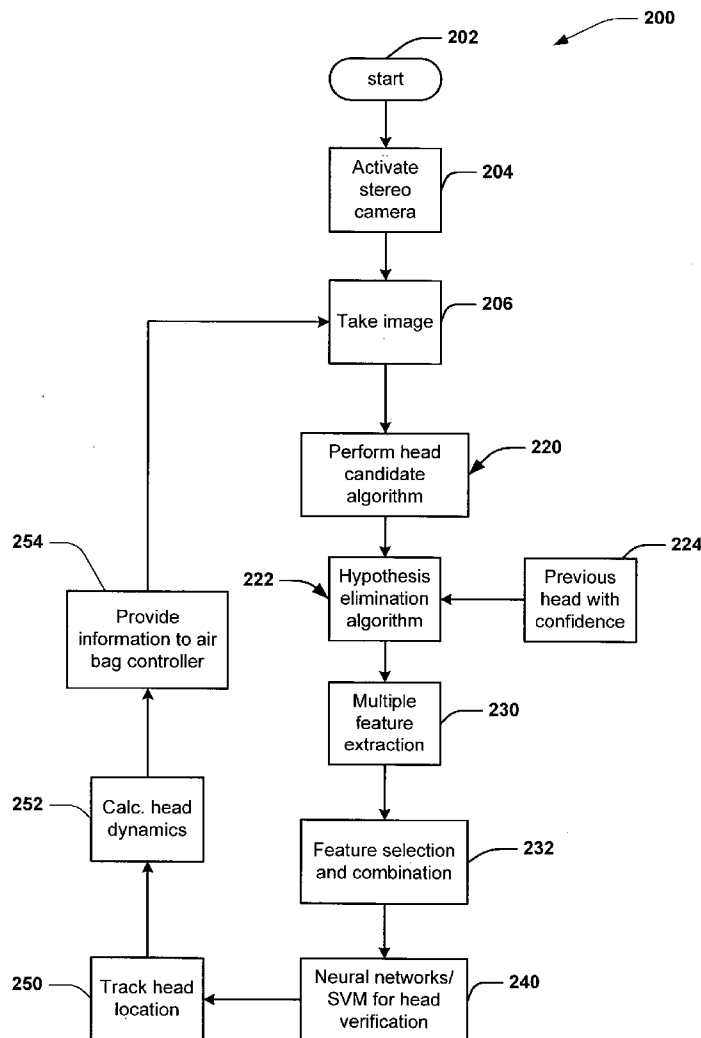 200
202
start
Activate
stereo
camera
204
Take image
206
Perform head
candidate
algorithm
220
254
222
Hypothesis
elimination
algorithm
224
Previous
head with
confidence
Provide
information to air
bag controller
Multiple
feature
extraction
230
252
Calc. head
dynamics
Feature selection
and combination
232
250
Track head
location
Neural networks/
SVM for head
verification
240